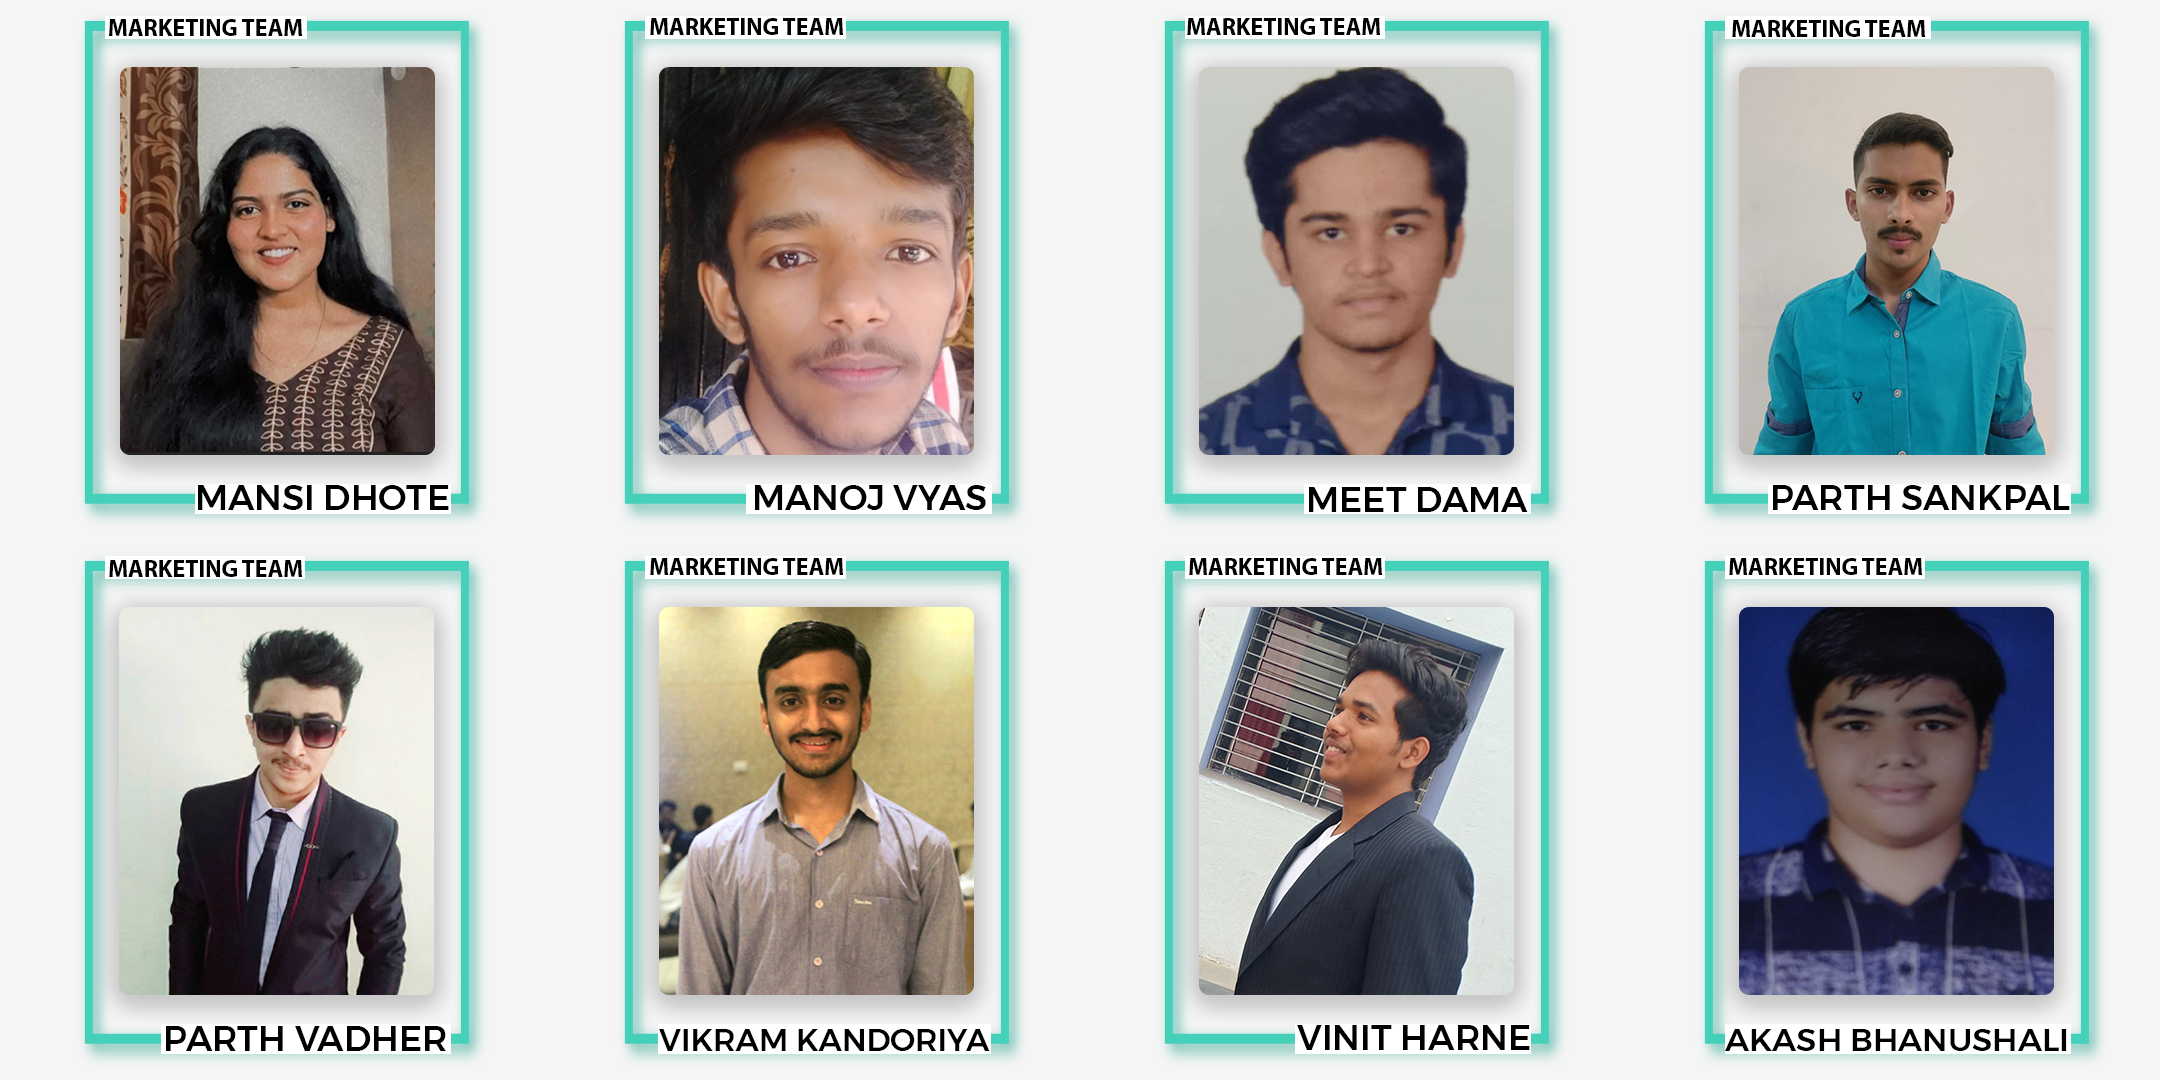 MARKETING TEAM
MARKETING TEAM
MARKETING TEAM
MARKETING TEAM
MANSI DHOTE
MANOJ VYAS
MEET DAMA
PARTH SANKPAL
MARKETING TEAM
MARKETING TEAM
MARKETING TEAM
MARKETING TEAM
PARTH VADHER
VIKRAM KANDORIYA
VINIT HARNE
AKASH BHANUSHALI